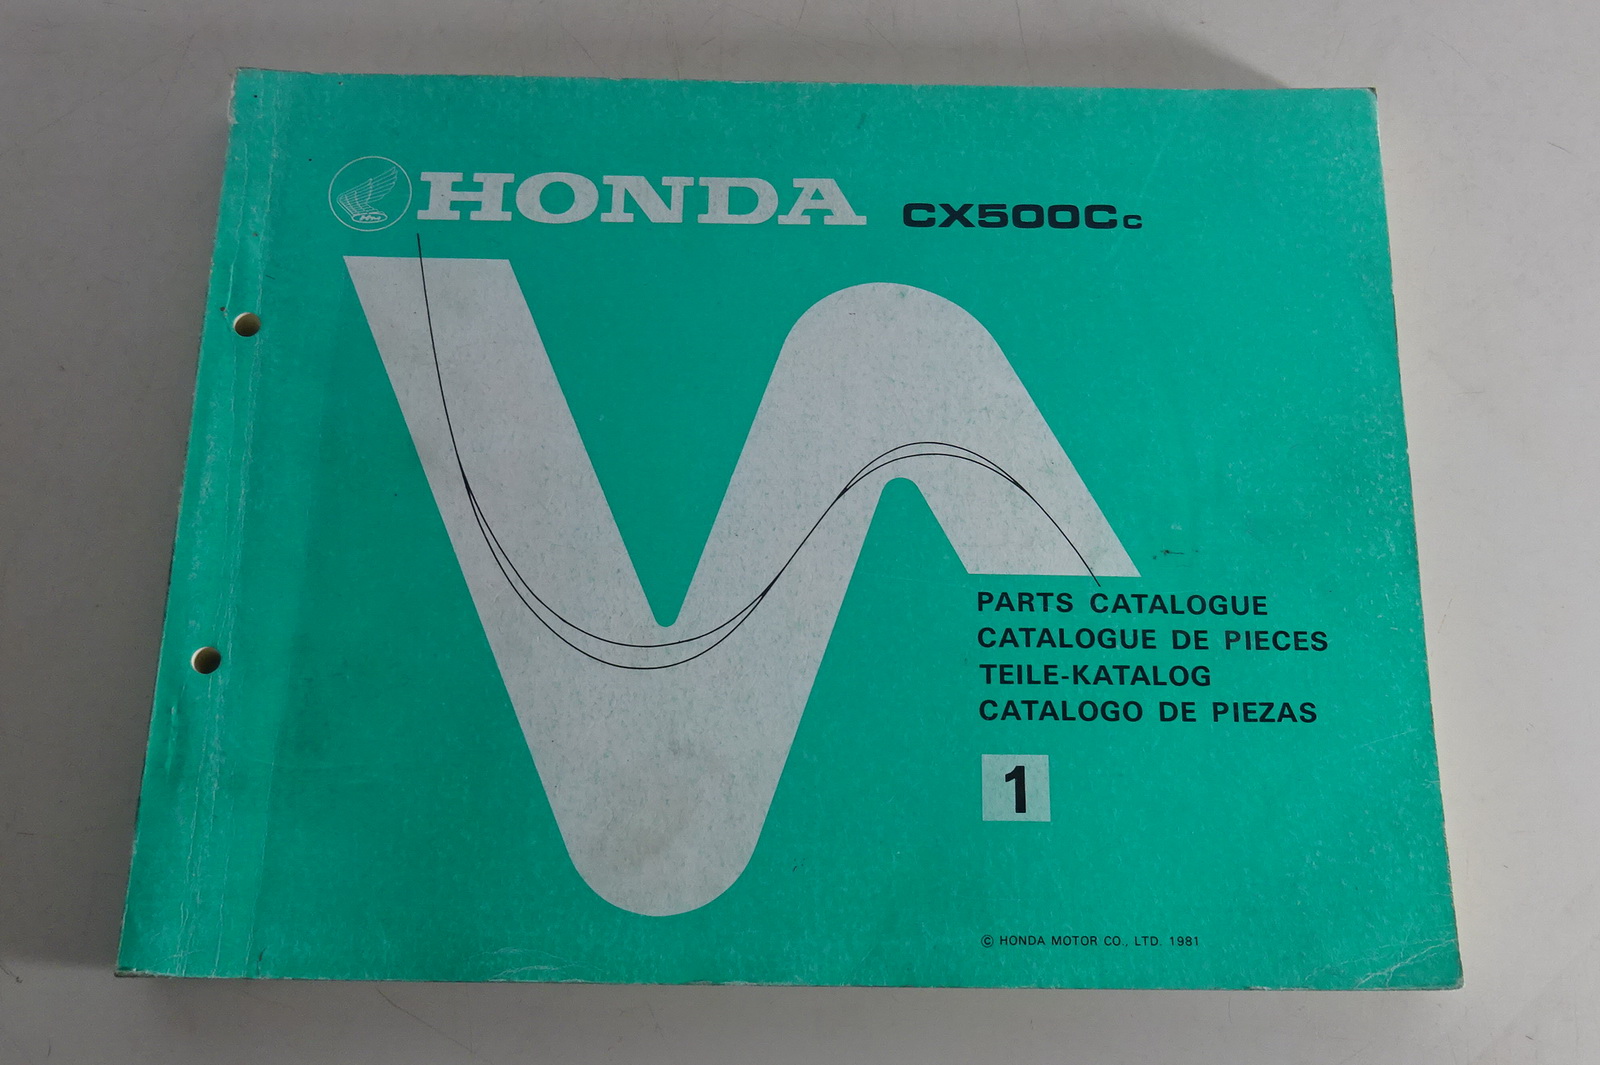 HONDA CX500Cc
PARTS CATALOGUE
CATALOGUE DE PIECES
TEILE-KATALOG
CATALOGO DE PIEZAS
1
© HONDA MOTOR CO., LTD. 1981